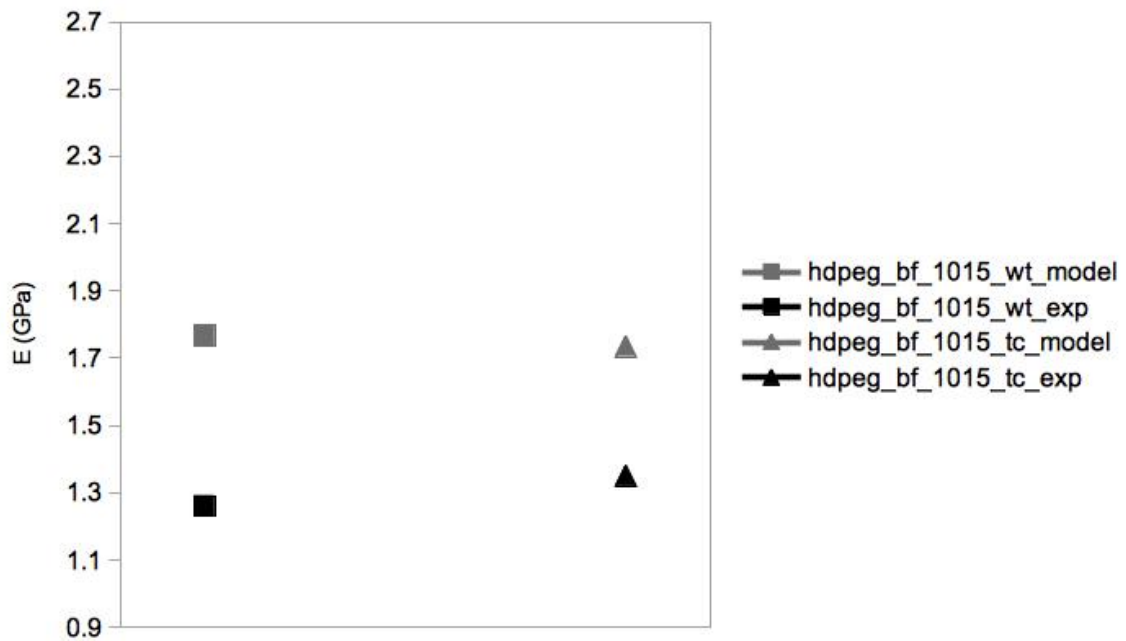 2.7
2.5
2.3
2.1
1.9
1.7
1.5
1.3
1.1
0.9
E (GPa)
hdpeg_bf_1015_wt_model
hdpeg_bf_1015_wt_exp
hdpeg_bf_1015_tc_model
hdpeg_bf_1015_tc_exp